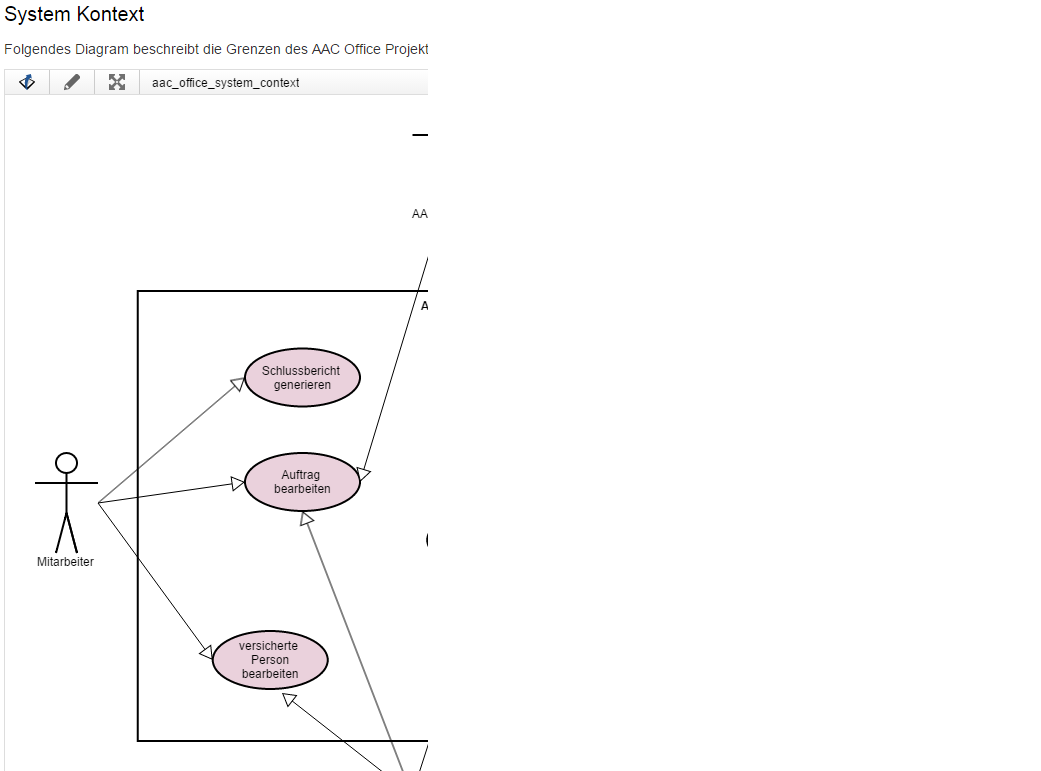 System Kontext
Folgendes Diagram beschreibt die Grenzen des AAC Office Projekt
aac_office_system_context
AA
A
Schlussbericht
generieren
Auftrag
bearbeiten
Mitarbeiter
versicherte
Person
bearbeiten